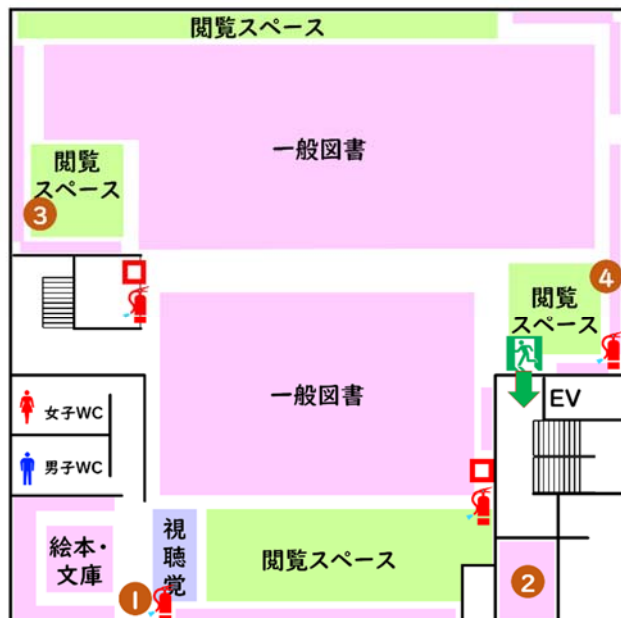 閲覧スペース
一般図書
閲覧
スペース
3
4
閲覧
スペース
一般図書
EV
女子WC
男子WC
絵本・
文庫
視聴覚
閲覧スペース
1
2